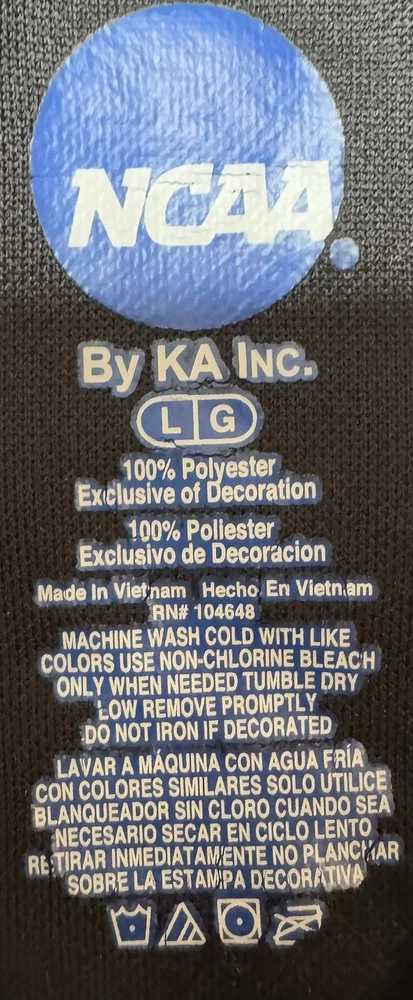 NCAA
By KA INC.
L G
100% Polyester
Exclusive of Decoration
100% Poliester
Exclusivo de Decoracion
Made In Vietnam Hecho En Vietnam
RN# 104648
MACHINE WASH COLD WITH LIKE
COLORS USE NON-CHLORINE BLEACH
ONLY WHEN NEEDED TUMBLE DRY
LOW REMOVE PROMPTLY
DO NOT IRON IF DECORATED
LAVAR A MÁQUINA CON AGUA FRÍA
CON COLORES SIMILARES SOLO UTILICE
BLANQUEADOR SIN CLORO CUANDO SEA
NECESARIO SECAR EN CICLO LENTO
RETIRAR INMEDIATAMENTE NO PLANCHAR
SOBRE LA ESTAMPA DECORATIVA